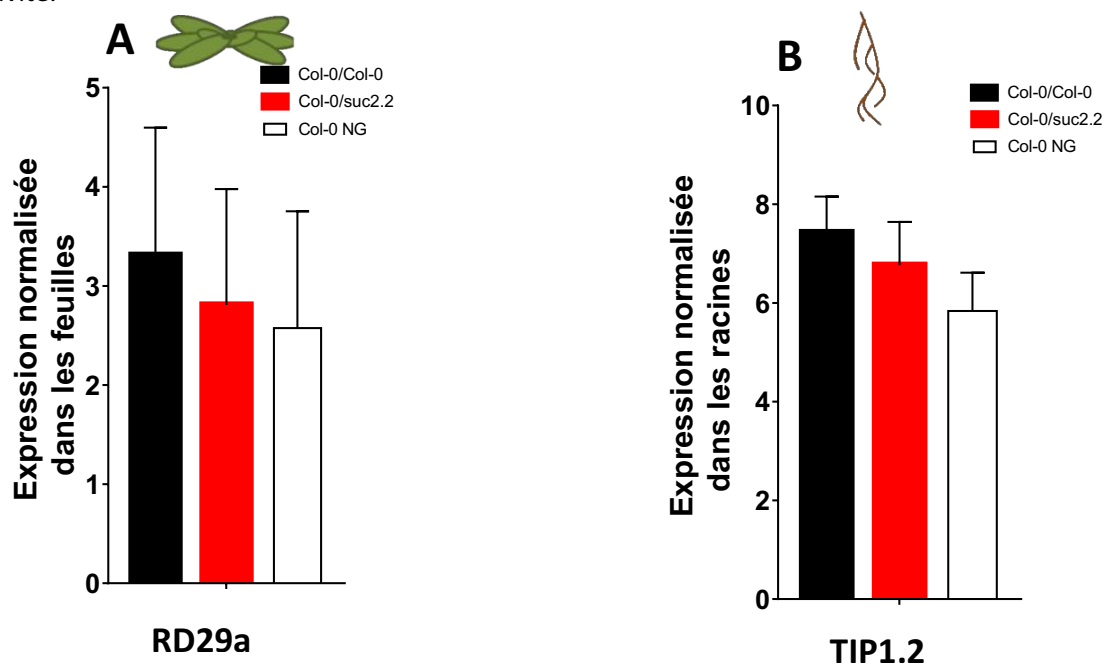 A
Col-0/Col-0
Col-0/suc2.2
Col-0 NG
Expression normalisée
dans les feuilles
5
4
3
2
1
0
RD29a
B
Col-0/Col-0
Col-0/suc2.2
Col-0 NG
Expression normalisée
dans les racines
10
8
6
4
2
0
TIP1.2